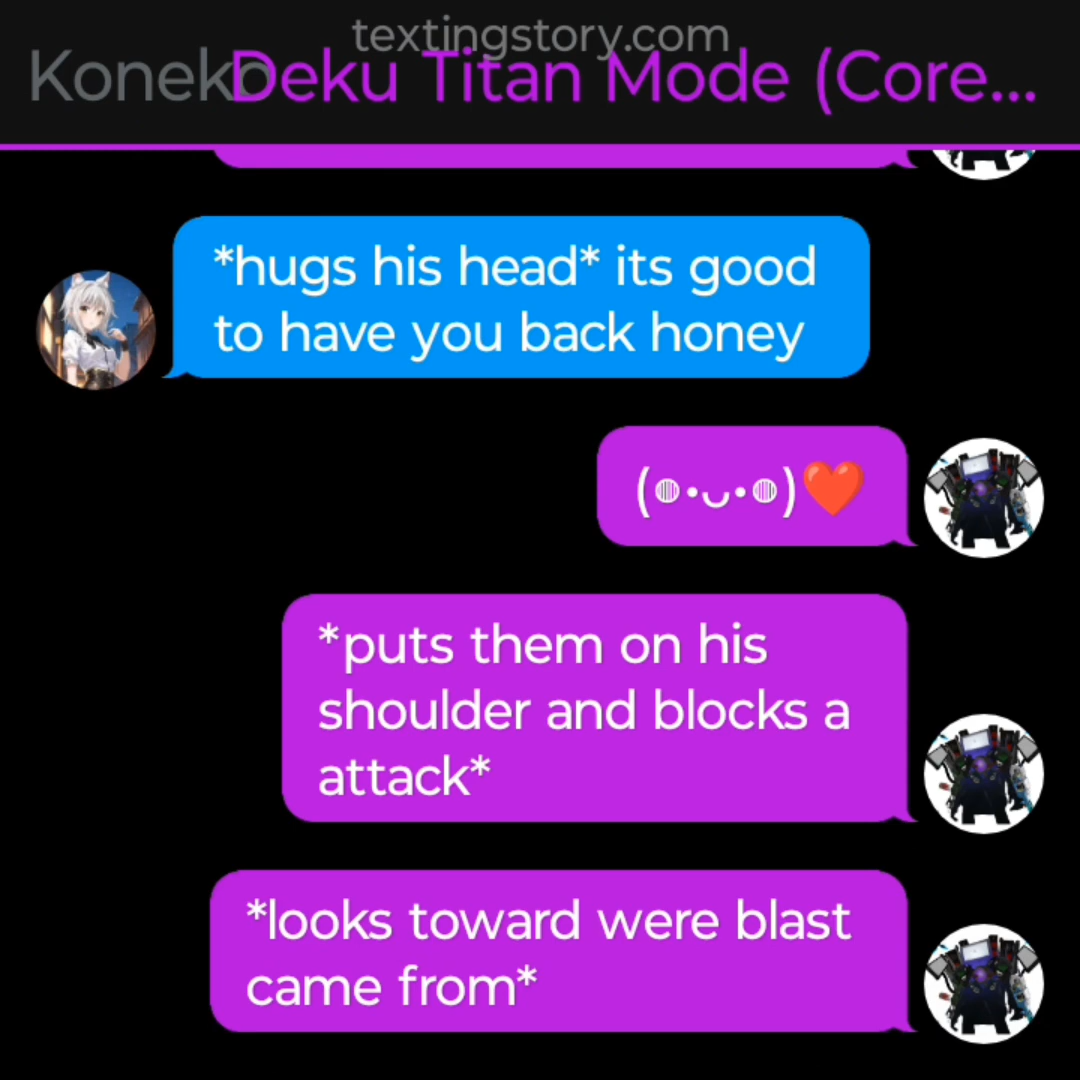 textingstory.com
Koneko
Deku Titan Mode (Core...
*hugs his head* its good
to have you back honey
(◍•ᴗ•◍)❤️
*puts them on his
shoulder and blocks a
attack*
*looks toward were blast
came from*